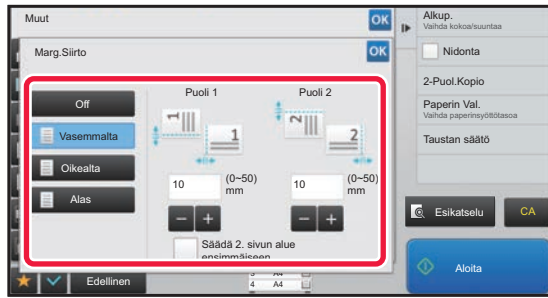 Muut
OK
Marg.Siirto
OK
Off
Vasemmalta
Oikealta
Alas
Puoli 1
Puoli 2
1
1
2
2
10
(0~50)
mm
10
(0~50)
mm
Säädä 2. sivun alue
ensimmäiseen
Edellinen
A4
4 A4
Alkup.
Vaihda kokoa/suuntaa
Nidonta
2-Puol.Kopio
Paperin Val.
Vaihda paperinsyöttötasoa
Taustan säätö
Esikatselu
CA
Aloita